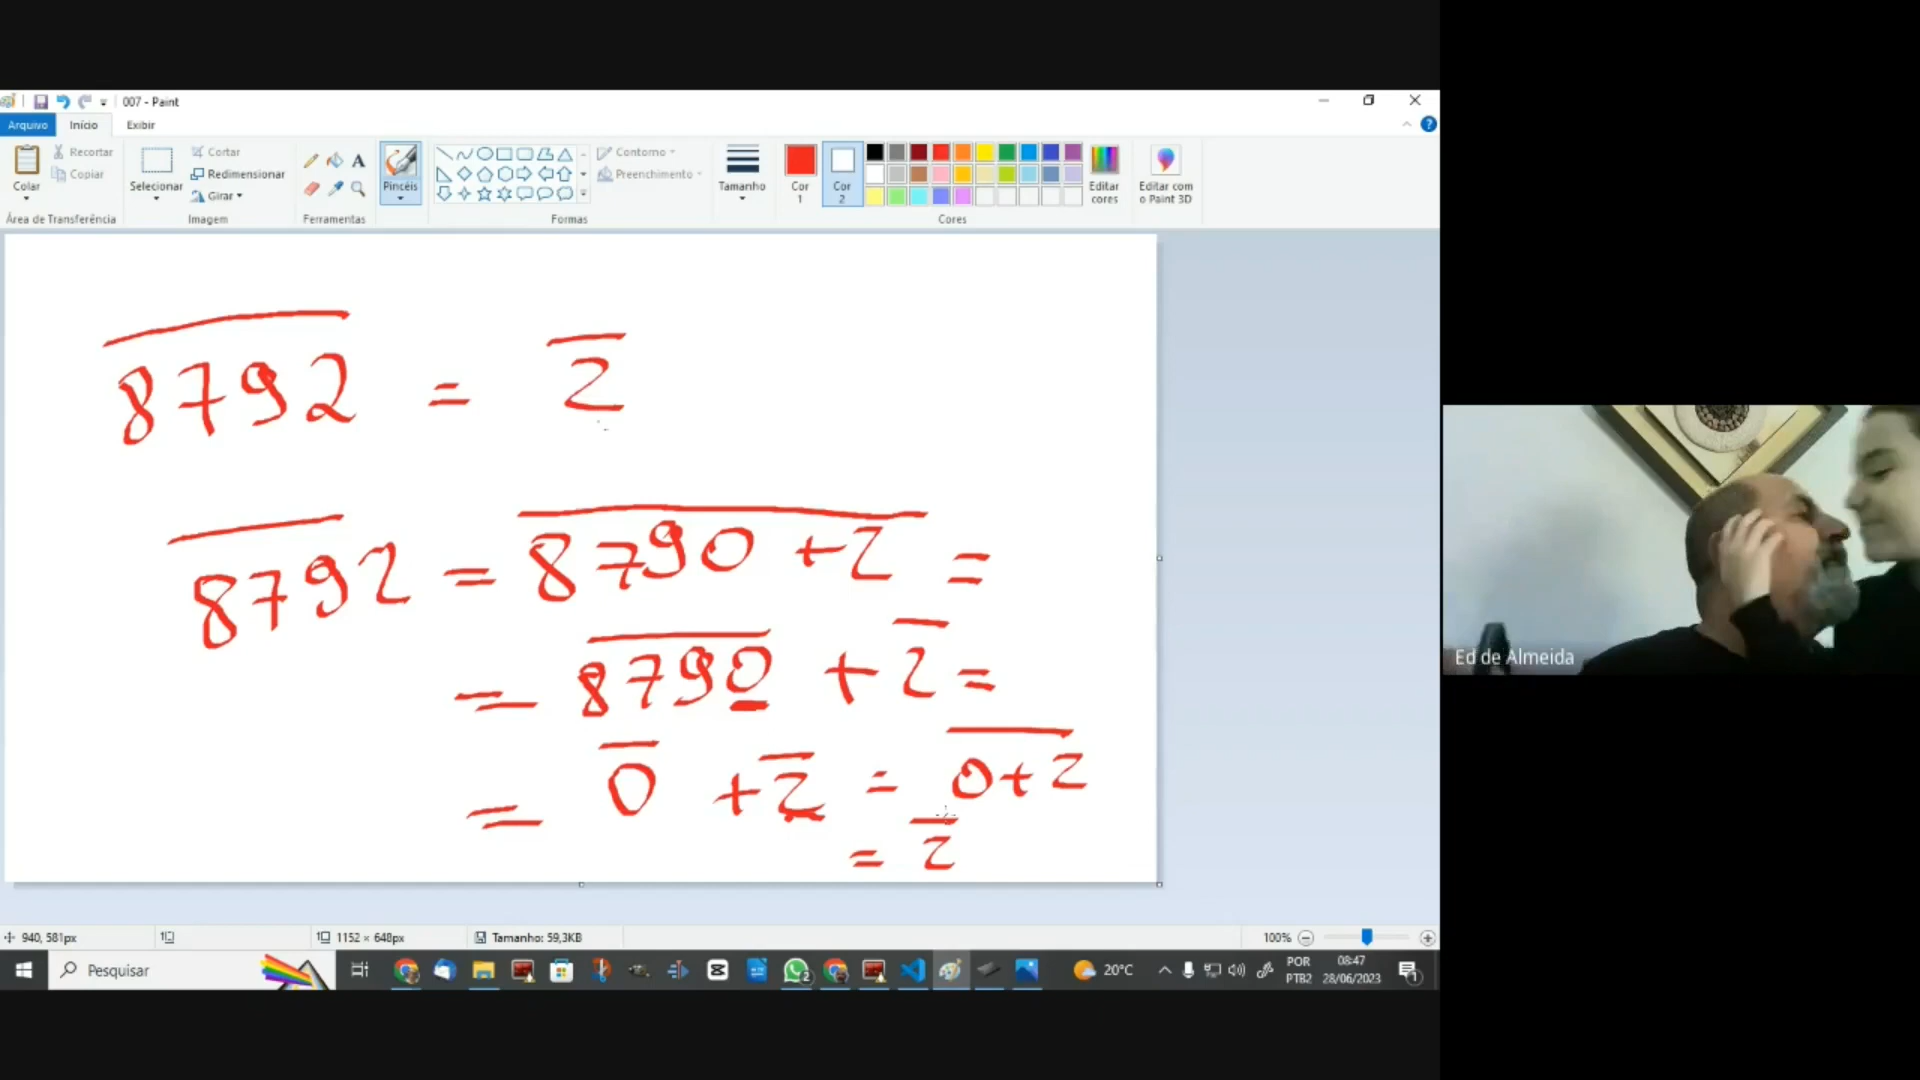 007 - Paint
Arquivo Início Exibir
Colar Recortar Copiar
Área de Transferência
Selecionar Cortar Redimensionar Girar
Imagem
Ferramentas
Pincéis
Contorno Preenchimento
Formas
Tamanho
Cor 1 Cor 2
Cores
Editar cores
Editar com o Paint 3D
8792 = 2
8792 = 8790 + 2 =
= 8790 + 2 =
= 0 + 2 = 0 + 2
= 2
Ed de Almeida
940, 581px 1152 × 648px Tamanho: 59,3KB 100%
Pesquisar 2 20°C POR PTB2 08:47 28/06/2023 1